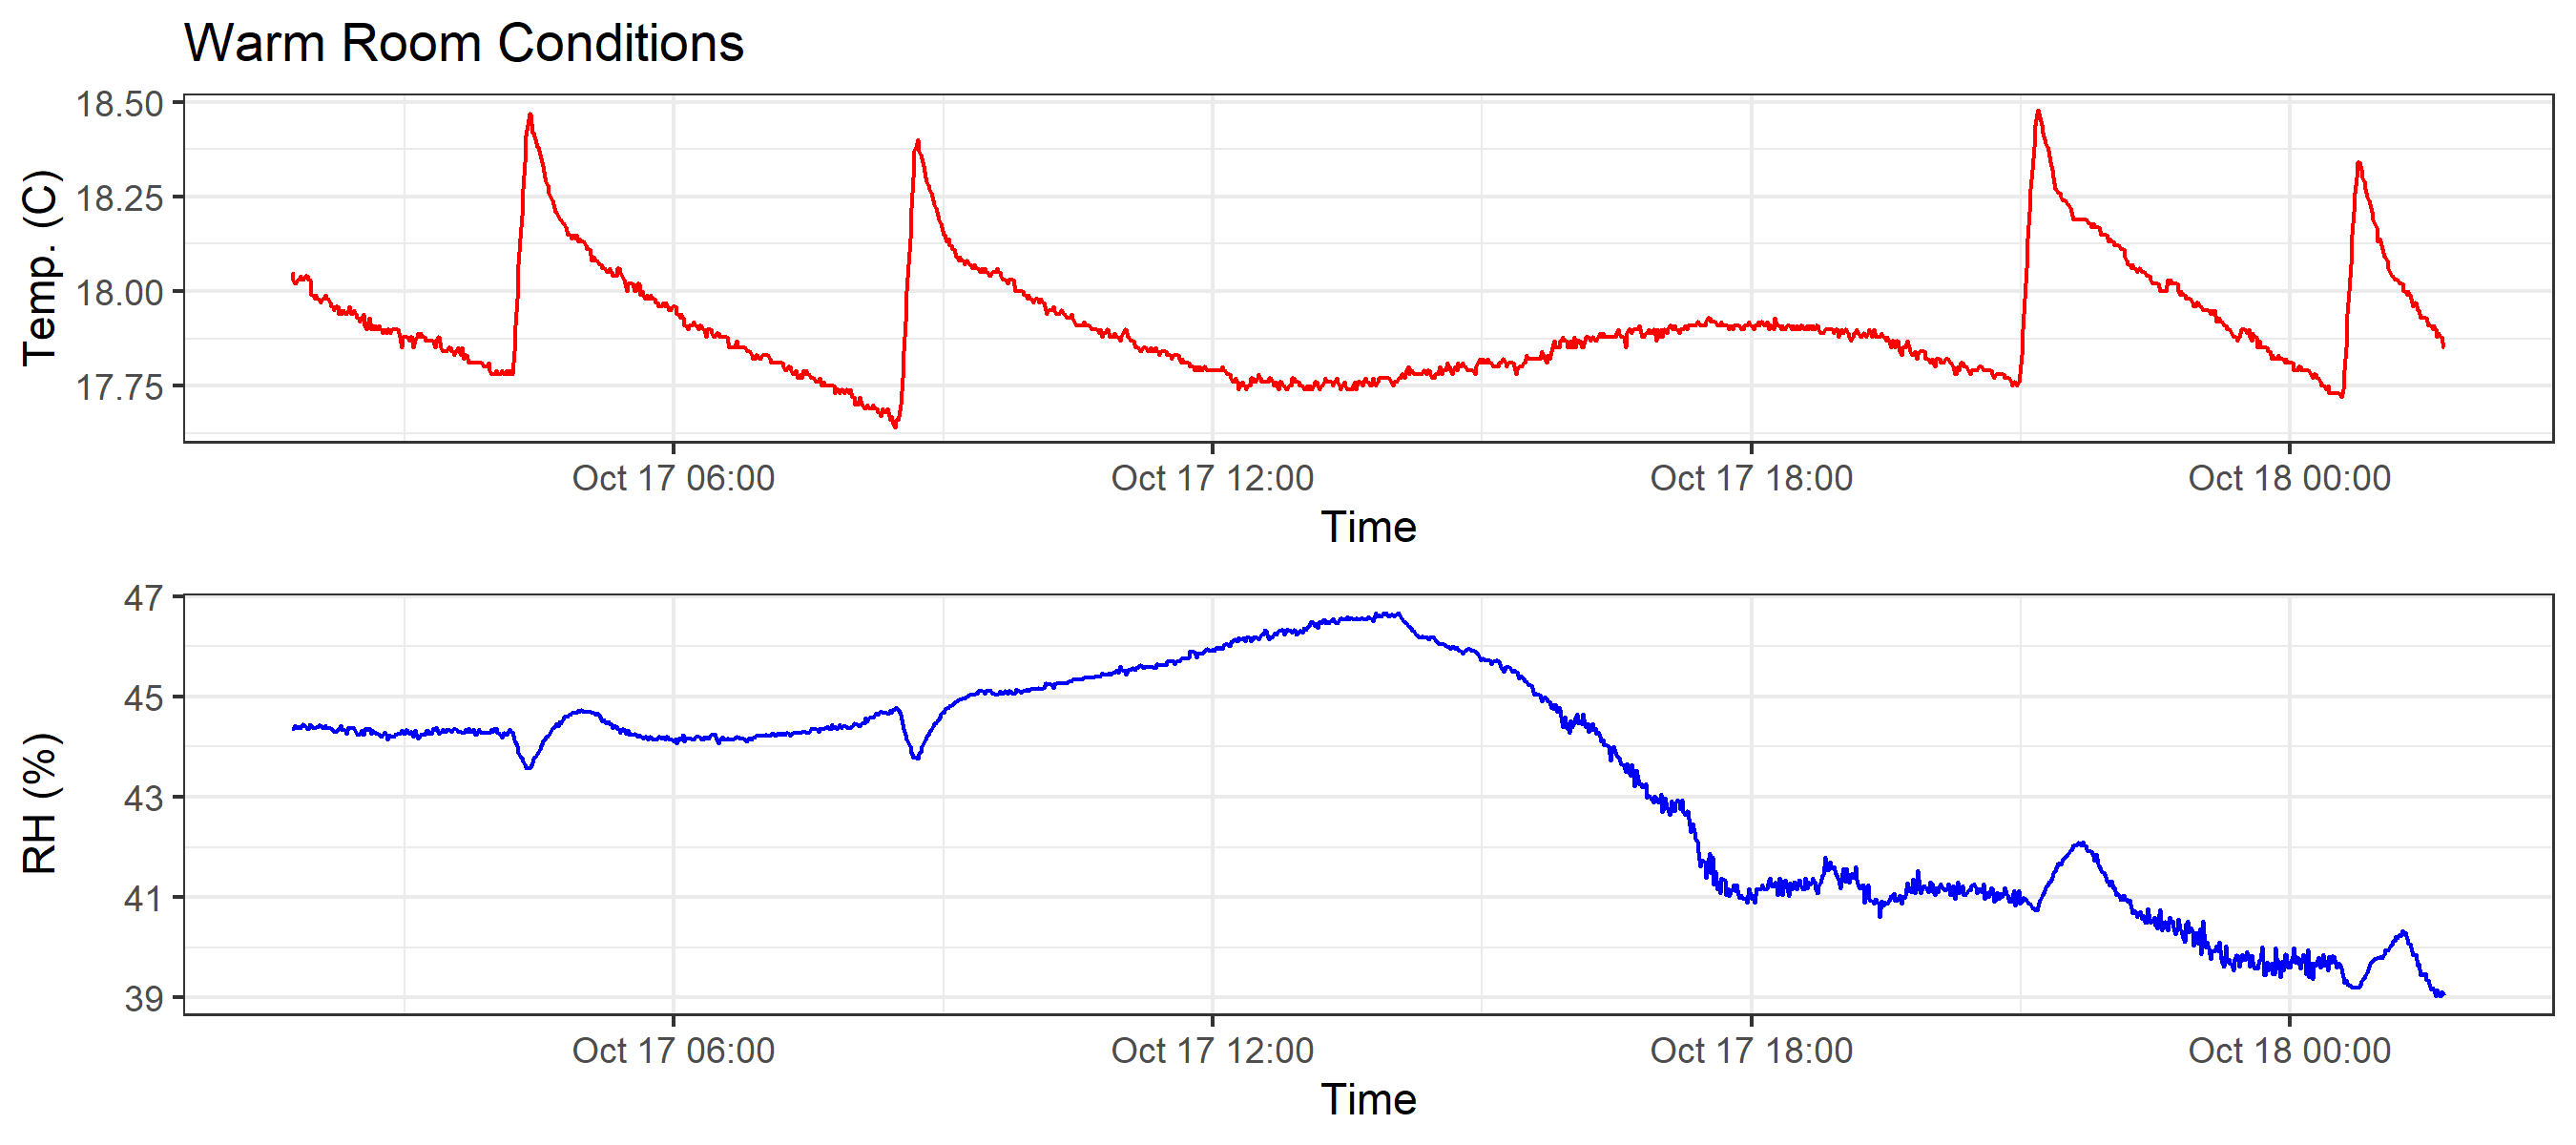 Warm Room Conditions
Temp. (C)
18.50
18.25
18.00
17.75
Oct 17 06:00 Oct 17 12:00 Oct 17 18:00 Oct 18 00:00
Time
RH (%)
47
45
43
41
39
Oct 17 06:00 Oct 17 12:00 Oct 17 18:00 Oct 18 00:00
Time